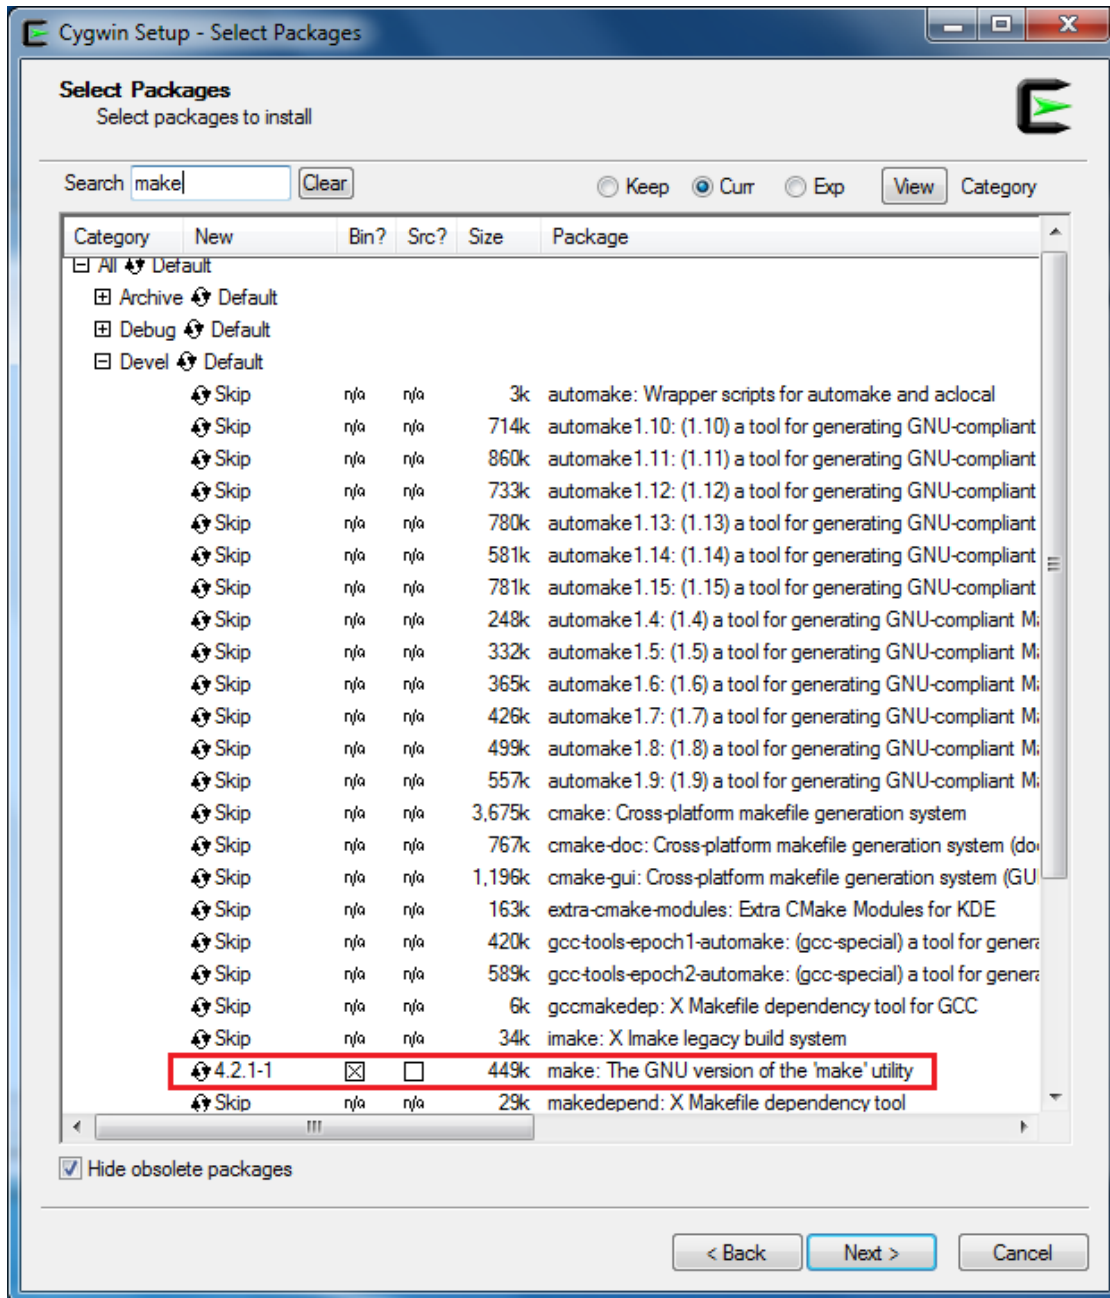 Cygwin Setup - Select Packages
Select Packages
Select packages to install
Search make Clear Keep Curr Exp View Category
Category New Bin? Src? Size Package
All Default
Archive Default
Debug Default
Devel Default
Skip n/a n/a 3k automake: Wrapper scripts for automake and aclocal
Skip n/a n/a 714k automake1.10: (1.10) a tool for generating GNU-compliant
Skip n/a n/a 860k automake1.11: (1.11) a tool for generating GNU-compliant
Skip n/a n/a 733k automake1.12: (1.12) a tool for generating GNU-compliant
Skip n/a n/a 780k automake1.13: (1.13) a tool for generating GNU-compliant
Skip n/a n/a 581k automake1.14: (1.14) a tool for generating GNU-compliant
Skip n/a n/a 781k automake1.15: (1.15) a tool for generating GNU-compliant
Skip n/a n/a 248k automake1.4: (1.4) a tool for generating GNU-compliant Ma
Skip n/a n/a 332k automake1.5: (1.5) a tool for generating GNU-compliant Ma
Skip n/a n/a 365k automake1.6: (1.6) a tool for generating GNU-compliant Ma
Skip n/a n/a 426k automake1.7: (1.7) a tool for generating GNU-compliant Ma
Skip n/a n/a 499k automake1.8: (1.8) a tool for generating GNU-compliant Ma
Skip n/a n/a 557k automake1.9: (1.9) a tool for generating GNU-compliant Ma
Skip n/a n/a 3,675k cmake: Cross-platform makefile generation system
Skip n/a n/a 767k cmake-doc: Cross-platform makefile generation system (do
Skip n/a n/a 1,196k cmake-gui: Cross-platform makefile generation system (GU
Skip n/a n/a 163k extra-cmake-modules: Extra CMake Modules for KDE
Skip n/a n/a 420k gcc-tools-epoch1-automake: (gcc-special) a tool for genera
Skip n/a n/a 589k gcc-tools-epoch2-automake: (gcc-special) a tool for genera
Skip n/a n/a 6k gccmakedep: X Makefile dependency tool for GCC
Skip n/a n/a 34k imake: X Imake legacy build system
4.2.1-1 449k make: The GNU version of the 'make' utility
Skip n/a n/a 29k makedepend: X Makefile dependency tool
Hide obsolete packages
< Back Next > Cancel